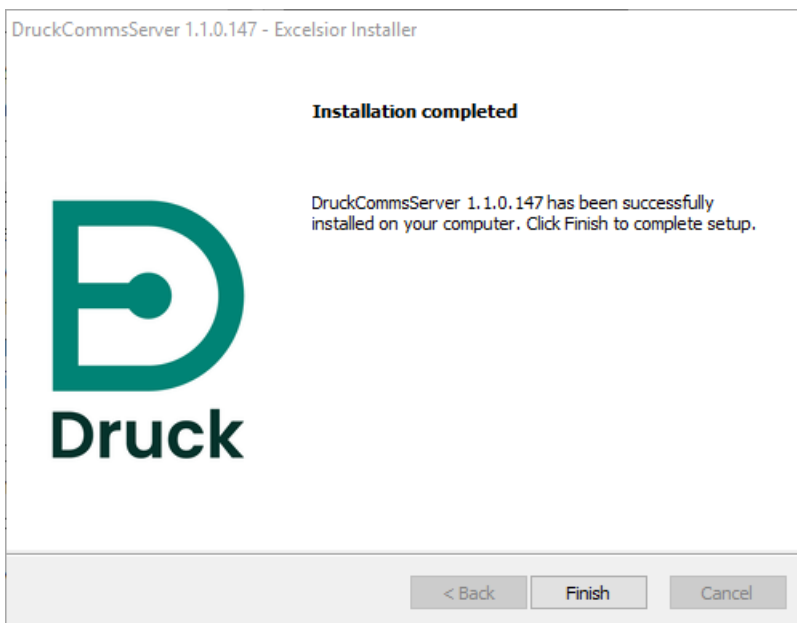 DruckCommsServer 1.1.0.147 - Excelsior Installer
Installation completed
DruckCommsServer 1.1.0.147 has been successfully
installed on your computer. Click Finish to complete setup.
Druck
< Back
Finish
Cancel